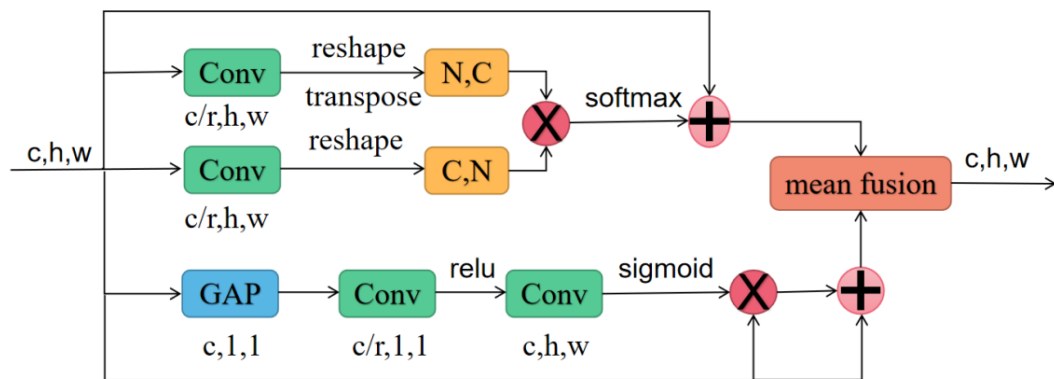 reshape
Conv
N,C
transpose
softmax
c/r,h,w
reshape
c,h,w
Conv
C,N
mean fusion
c,h,w
c/r,h,w
relu
sigmoid
GAP
Conv
Conv
c,1,1
c/r,1,1
c,h,w